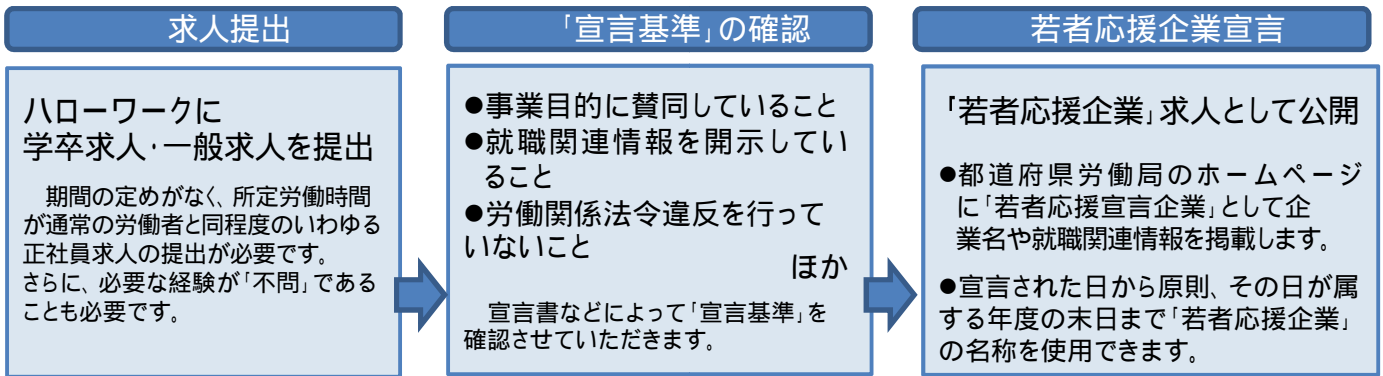 求人提出
ハローワークに
学卒求人・一般求人を提出
期間の定めがなく、所定労働時間
が通常の労働者と同程度のいわゆる
正社員求人の提出が必要です。
さらに、必要な経験が「不問」である
ことも必要です。
「宣言基準」の確認
●事業目的に賛同していること
●就職関連情報を開示してい
ること
●労働関係法令違反を行って
いないこと
ほか
宣言書などによって「宣言基準」を
確認させていただきます。
若者応援企業宣言
「若者応援企業」求人として公開
●都道府県労働局のホームページ
に「若者応援宣言企業」として企
業名や就職関連情報を掲載します。
●宣言された日から原則、その日が属
する年度の末日まで「若者応援企業」
の名称を使用できます。